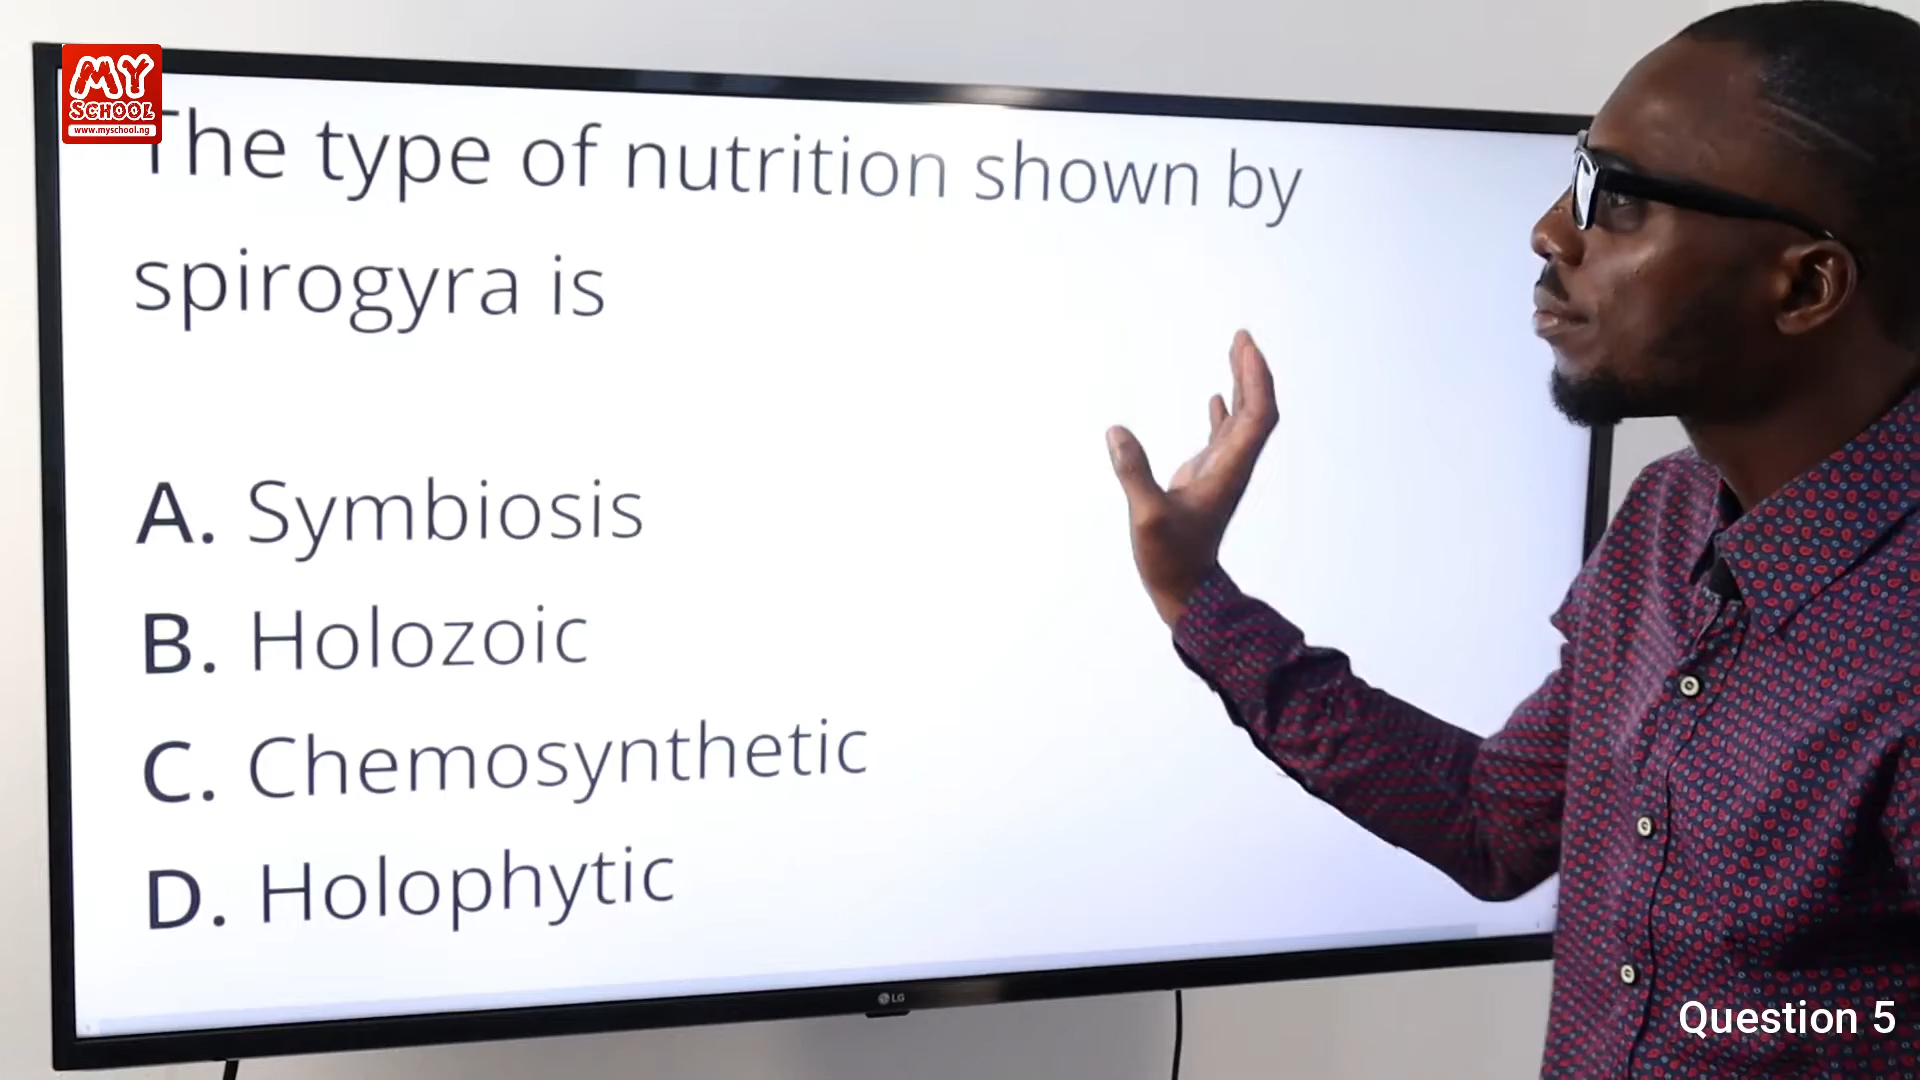 MY
SCHOOL
www.myschool.ng
The type of nutrition shown by
spirogyra is
A. Symbiosis
B. Holozoic
C. Chemosynthetic
D. Holophytic
LG
Question 5